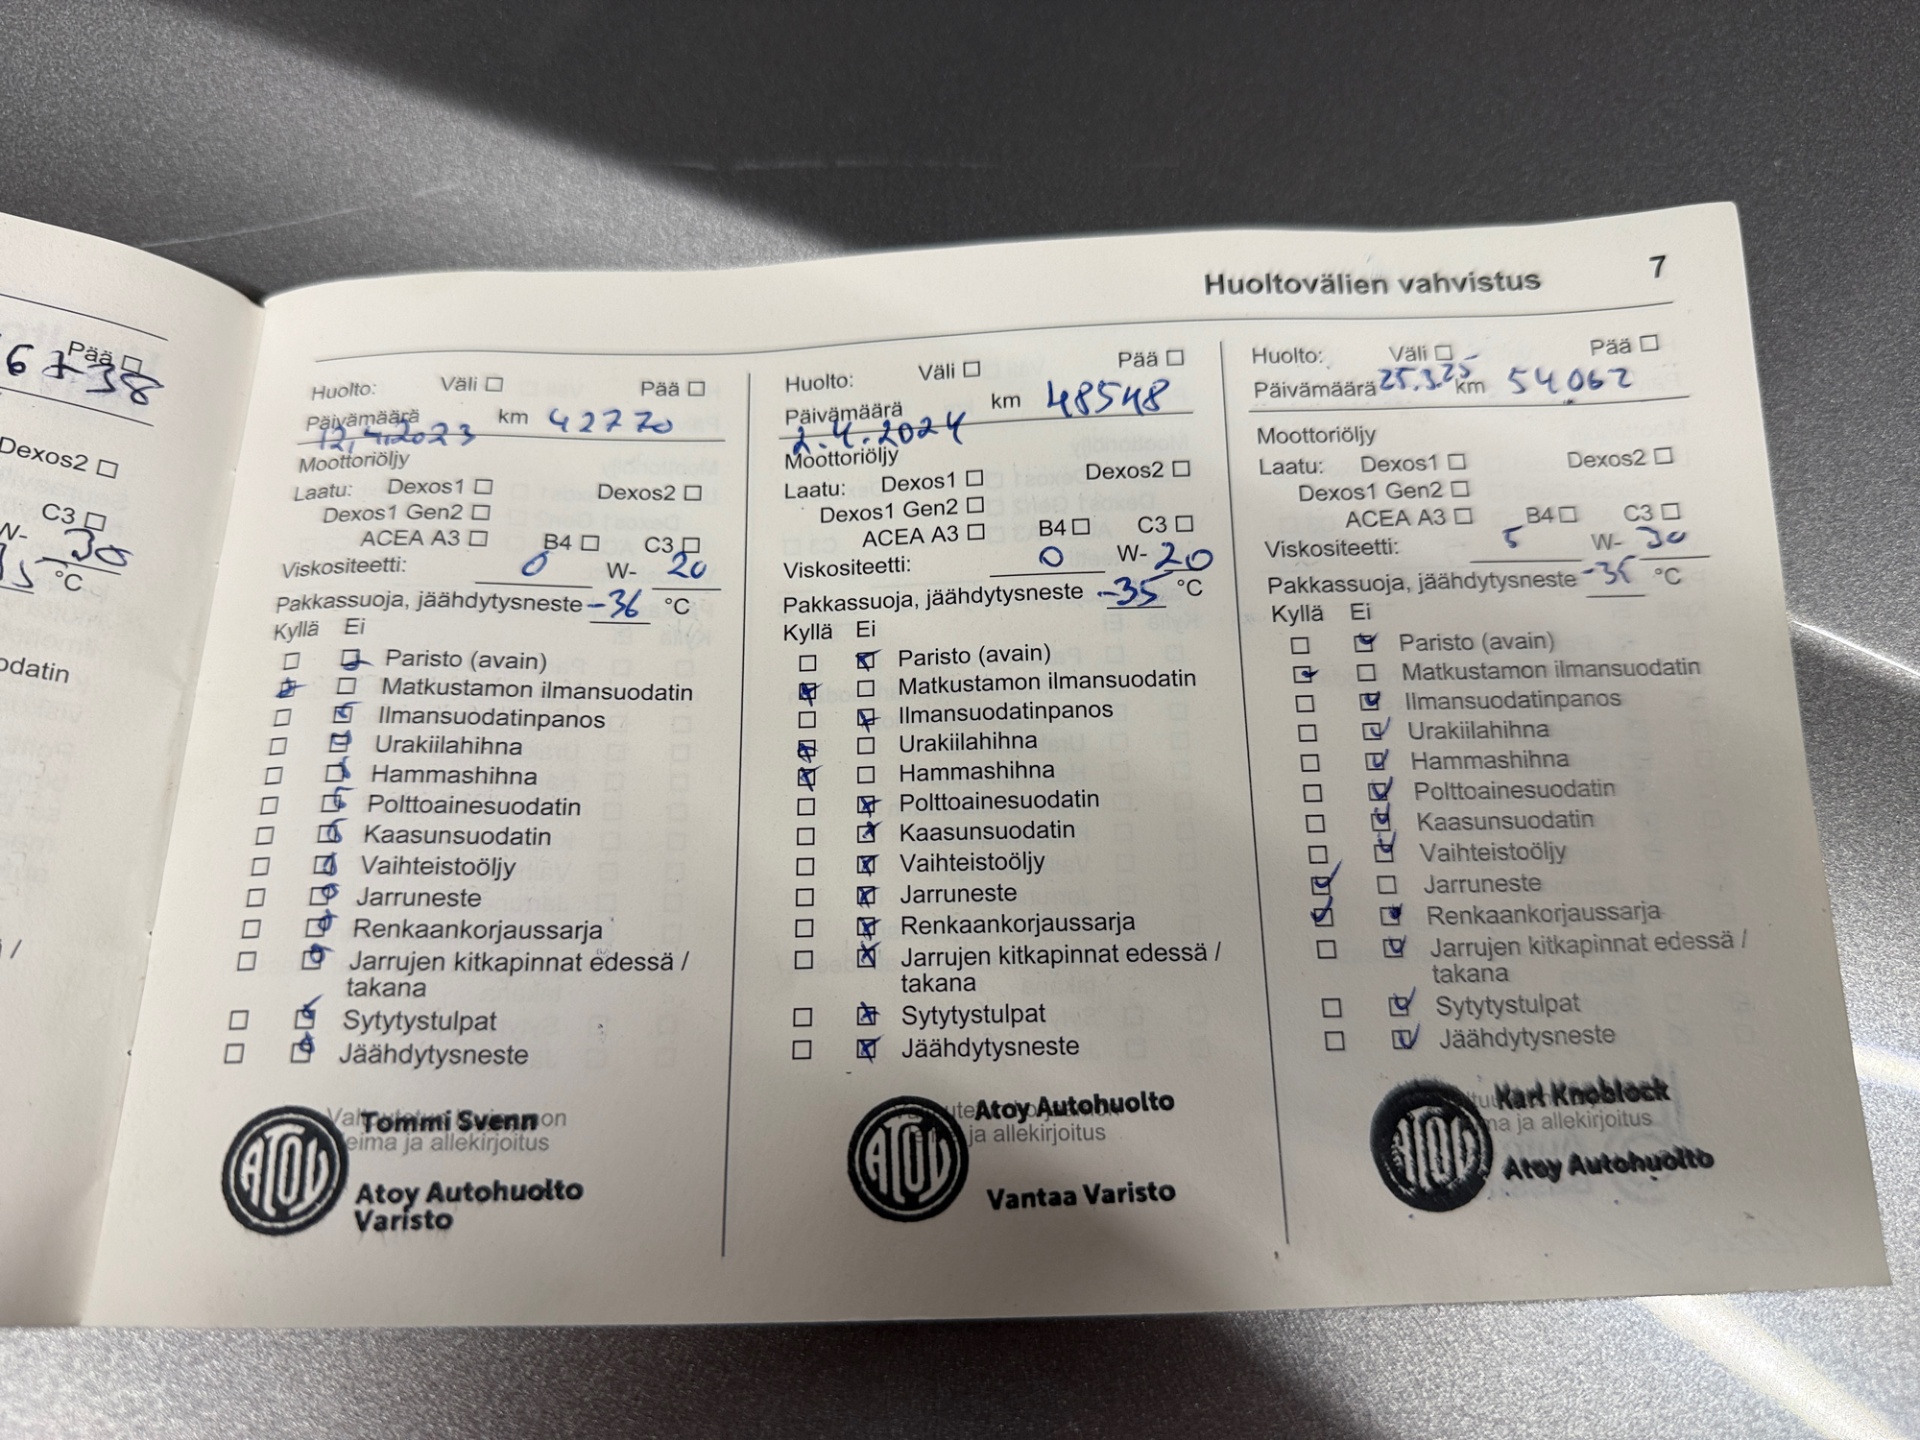 Pää
6738
Dexos2
C3
W- 30
°C
odatin
Huoltovälien vahvistus 7
Huolto: Väli Pää
Päivämäärä km 42770
12.4.2023
Moottoriöljy
Laatu: Dexos1 Dexos2
Dexos1 Gen2
ACEA A3 B4 C3
Viskositeetti: 0 W- 20
Pakkassuoja, jäähdytysneste -36 °C
Kyllä Ei
Paristo (avain)
Matkustamon ilmansuodatin
Ilmansuodatinpanos
Urakiilahihna
Hammashihna
Polttoainesuodatin
Kaasunsuodatin
Vaihteistoöljy
Jarruneste
Renkaankorjaussarja
Jarrujen kitkapinnat edessä /
takana
Sytytystulpat
Jäähdytysneste
Tommi Svenn
ja allekirjoitus
ATOY
Atoy Autohuolto
Varisto
Huolto: Väli Pää
Päivämäärä km 48548
2.4.2024
Moottoriöljy
Laatu: Dexos1 Dexos2
Dexos1 Gen2
ACEA A3 B4 C3
Viskositeetti: 0 W- 20
Pakkassuoja, jäähdytysneste -35 °C
Kyllä Ei
Paristo (avain)
Matkustamon ilmansuodatin
Ilmansuodatinpanos
Urakiilahihna
Hammashihna
Polttoainesuodatin
Kaasunsuodatin
Vaihteistoöljy
Jarruneste
Renkaankorjaussarja
Jarrujen kitkapinnat edessä /
takana
Sytytystulpat
Jäähdytysneste
Atoy Autohuolto
ja allekirjoitus
ATOY
Vantaa Varisto
Huolto: Väli Pää
Päivämäärä 25.3.25 km 54.062
Moottoriöljy
Laatu: Dexos1 Dexos2
Dexos1 Gen2
ACEA A3 B4 C3
Viskositeetti: 5 W- 30
Pakkassuoja, jäähdytysneste -35 °C
Kyllä Ei
Paristo (avain)
Matkustamon ilmansuodatin
Ilmansuodatinpanos
Urakiilahihna
Hammashihna
Polttoainesuodatin
Kaasunsuodatin
Vaihteistoöljy
Jarruneste
Renkaankorjaussarja
Jarrujen kitkapinnat edessä /
takana
Sytytystulpat
Jäähdytysneste
Karl Knoblock
ja allekirjoitus
ATOY
Atoy Autohuolto